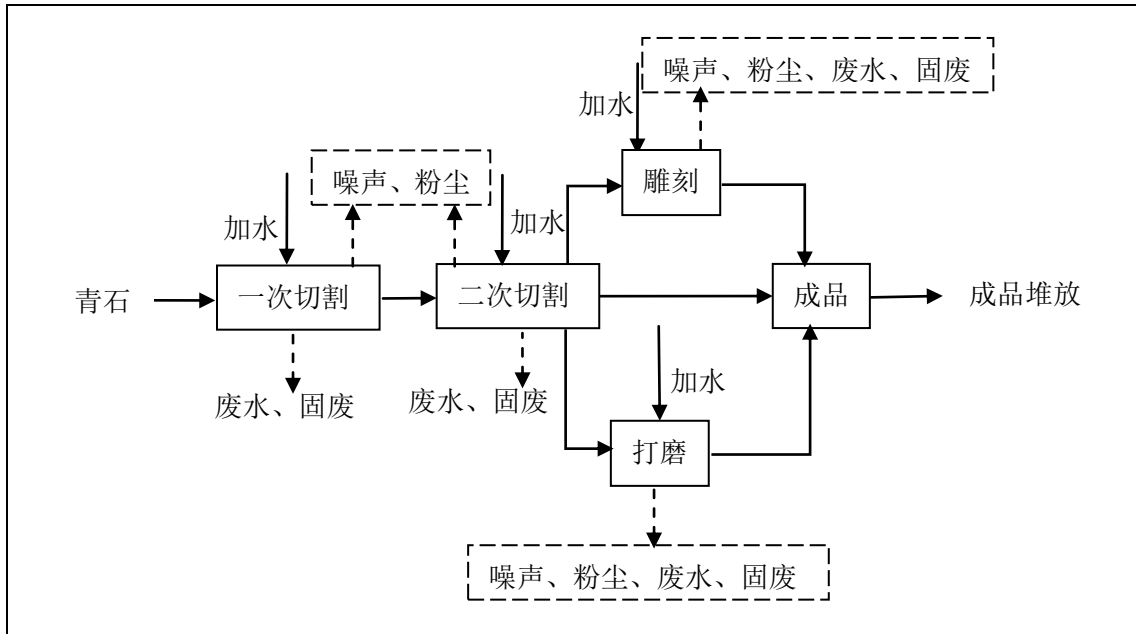 噪声、粉尘、废水、固废
加水
雕刻
噪声、粉尘
加水
加水
青石
一次切割
二次切割
成品
成品堆放
加水
废水、固废
废水、固废
打磨
噪声、粉尘、废水、固废